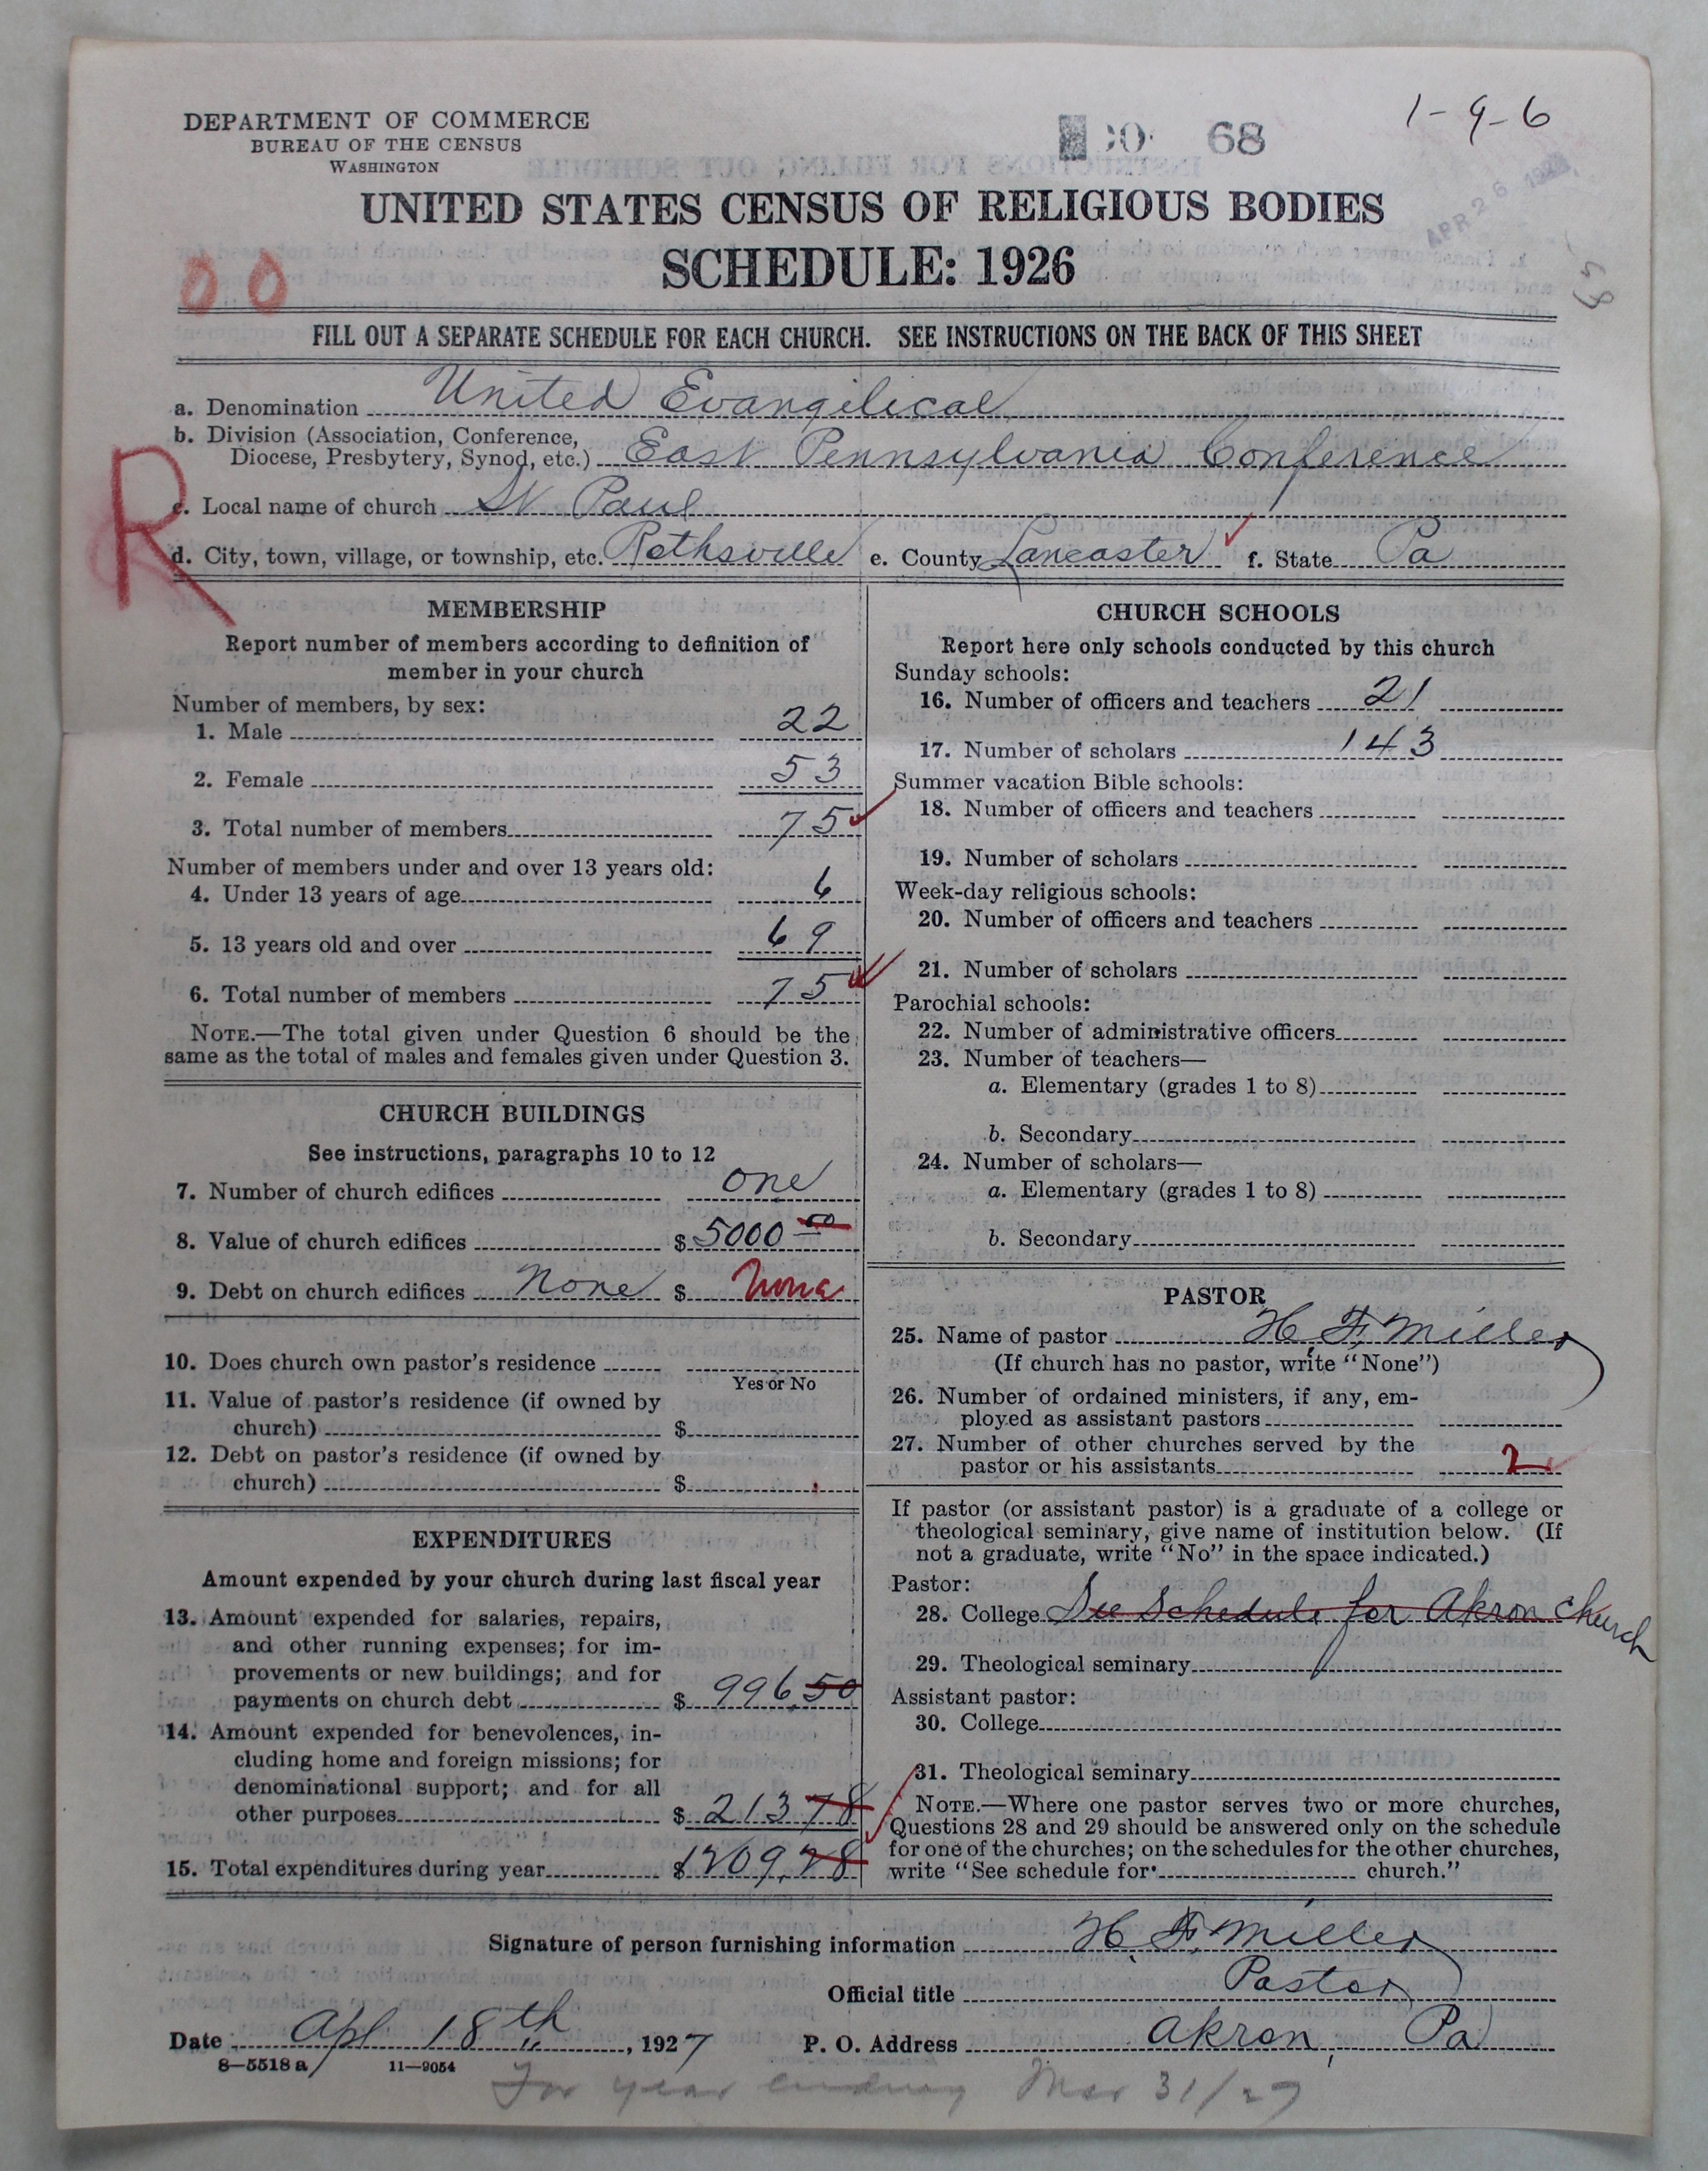 DEPARTMENT OF COMMERCE
BUREAU OF THE CENSUS
WASHINGTON
68
1-9-6
APR 26
UNITED STATES CENSUS OF RELIGIOUS BODIES
SCHEDULE: 1926
00
FILL OUT A SEPARATE SCHEDULE FOR EACH CHURCH. SEE INSTRUCTIONS ON THE BACK OF THIS SHEET
a. Denomination United Evangilical
b. Division (Association, Conference,
Diocese, Presbytery, Synod, etc.) East Pennsylvania Conference
R
c. Local name of church St Paul
d. City, town, village, or township, etc. Rothsville e. County Lancaster f. State Pa
MEMBERSHIP
Report number of members according to definition of
member in your church
Number of members, by sex:
1. Male 22
2. Female 53
3. Total number of members 75
Number of members under and over 13 years old:
4. Under 13 years of age 6
5. 13 years old and over 69
6. Total number of members 75
NOTE.—The total given under Question 6 should be the
same as the total of males and females given under Question 3.
CHURCH BUILDINGS
See instructions, paragraphs 10 to 12
7. Number of church edifices one
8. Value of church edifices $5000 00
9. Debt on church edifices None $ None
10. Does church own pastor's residence
Yes or No
11. Value of pastor's residence (if owned by
church) $
12. Debt on pastor's residence (if owned by
church) $
EXPENDITURES
Amount expended by your church during last fiscal year
13. Amount expended for salaries, repairs,
and other running expenses; for im-
provements or new buildings; and for
payments on church debt $ 996.50
14. Amount expended for benevolences, in-
cluding home and foreign missions; for
denominational support; and for all
other purposes $ 213 78
15. Total expenditures during year $1209.28
CHURCH SCHOOLS
Report here only schools conducted by this church
Sunday schools:
16. Number of officers and teachers 21
17. Number of scholars 143
Summer vacation Bible schools:
18. Number of officers and teachers
19. Number of scholars
Week-day religious schools:
20. Number of officers and teachers
21. Number of scholars
Parochial schools:
22. Number of administrative officers
23. Number of teachers—
a. Elementary (grades 1 to 8)
b. Secondary
24. Number of scholars—
a. Elementary (grades 1 to 8)
b. Secondary
PASTOR
25. Name of pastor H. F. Miller
(If church has no pastor, write "None")
26. Number of ordained ministers, if any, em-
ployed as assistant pastors
27. Number of other churches served by the
pastor or his assistants 2
If pastor (or assistant pastor) is a graduate of a college or
theological seminary, give name of institution below. (If
not a graduate, write "No" in the space indicated.)
Pastor:
28. College See Schedule for Akron church
29. Theological seminary
Assistant pastor:
30. College
31. Theological seminary
NOTE.—Where one pastor serves two or more churches,
Questions 28 and 29 should be answered only on the schedule
for one of the churches; on the schedules for the other churches,
write "See schedule for church."
Signature of person furnishing information H. F. Miller
Official title Pastor
Date Apl 18th, 1927 P. O. Address Akron, Pa
8—5518 a 11—9054
For year ending Mar 31/27